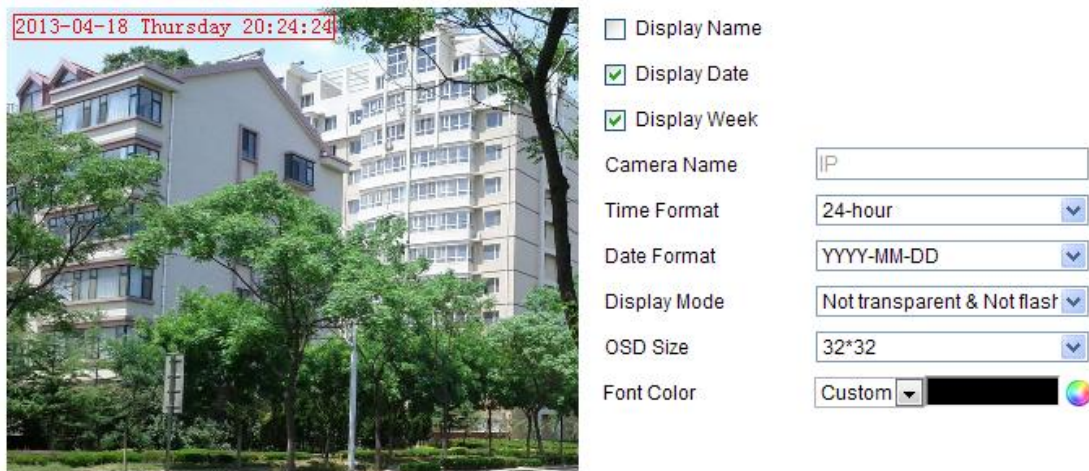 2013-04-18 Thursday 20:24:24
Display Name
Display Date
Display Week
Camera Name IP
Time Format 24-hour
Date Format YYYY-MM-DD
Display Mode Not transparent & Not flash
OSD Size 32*32
Font Color Custom